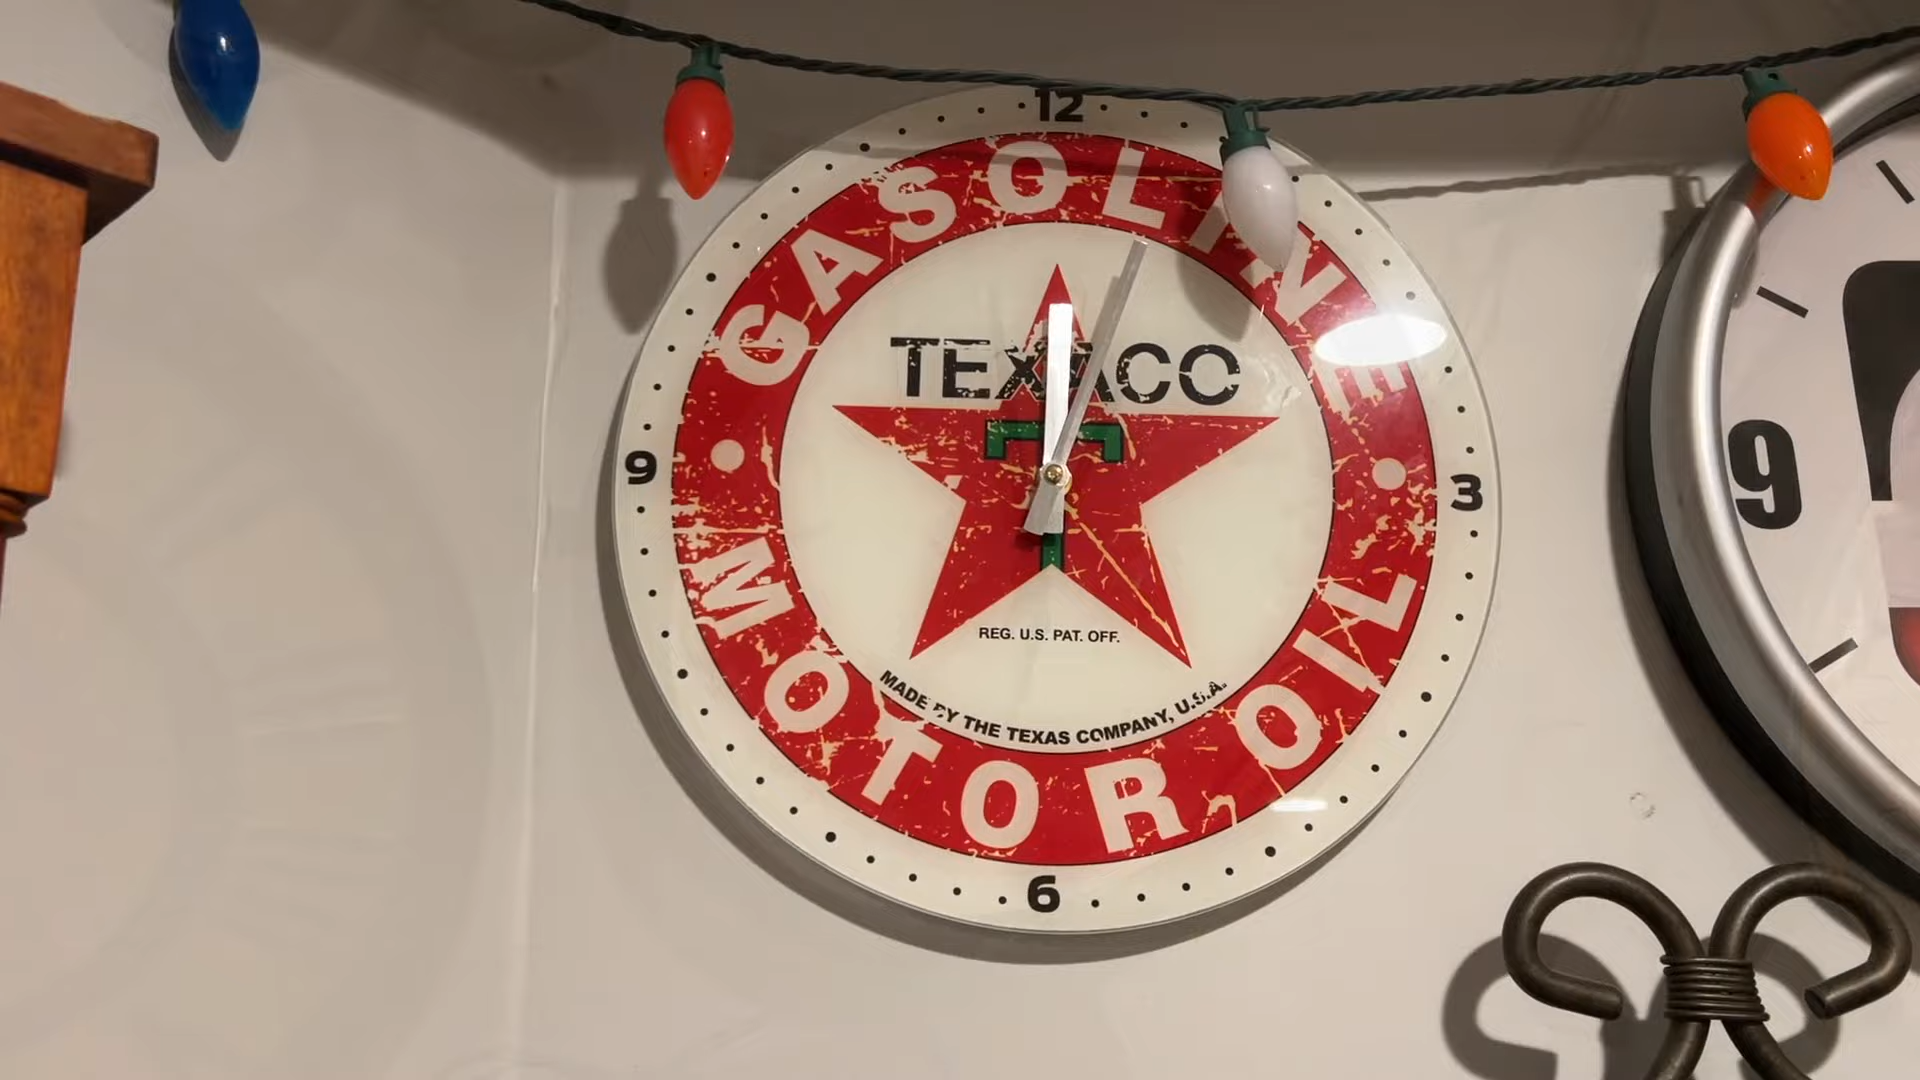 12
GASOLINE
TEXACO
T
9
3
9
REG. U.S. PAT. OFF.
MADE BY THE TEXAS COMPANY, U.S.A.
MOTOR OIL
6